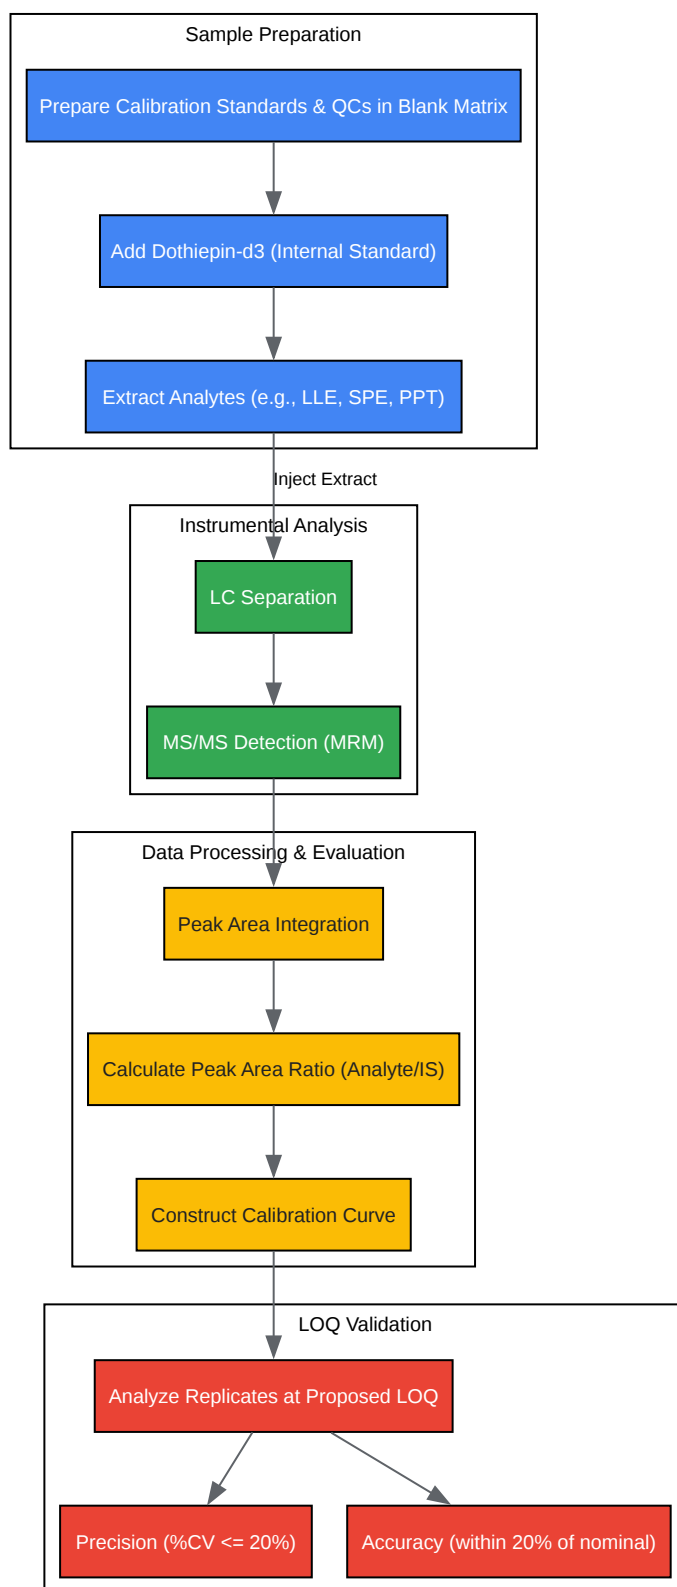 Sample Preparation
Prepare Calibration Standards & QCs in Blank Matrix
Add Dothiepin-d3 (Internal Standard)
Extract Analytes (e.g., LLE, SPE, PPT)
Inject Extract
Instrumental Analysis
LC Separation
MS/MS Detection (MRM)
Data Processing & Evaluation
Peak Area Integration
Calculate Peak Area Ratio (Analyte/IS)
Construct Calibration Curve
LOQ Validation
Analyze Replicates at Proposed LOQ
Precision (%CV <= 20%)
Accuracy (within 20% of nominal)